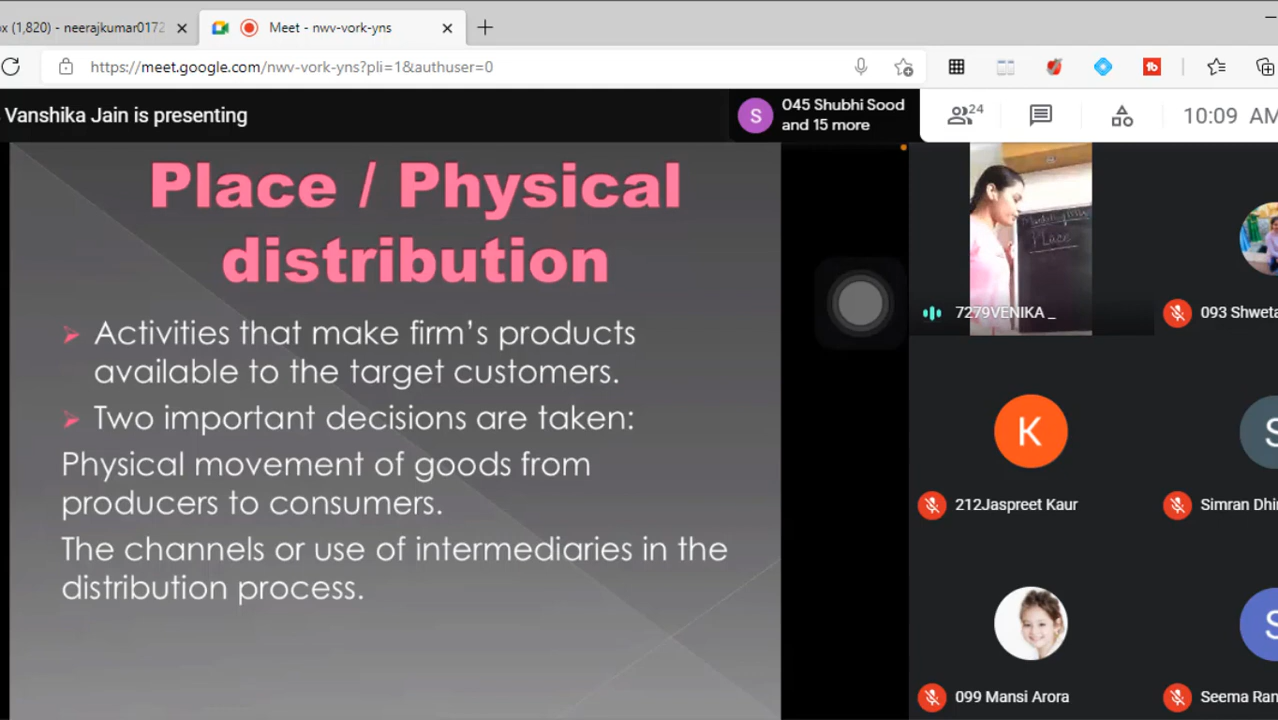 ox (1,820) - neerajkumar0172
Meet - nwv-vork-yns
https://meet.google.com/nwv-vork-yns?pli=1&authuser=0
Vanshika Jain is presenting
S
045 Shubhi Sood
and 15 more
24
10:09 AM
Place / Physical
distribution
Activities that make firm's products
available to the target customers.
Two important decisions are taken:
Physical movement of goods from
producers to consumers.
The channels or use of intermediaries in the
distribution process.
Place
7279VENIKA _
093 Shweta
K
S
212Jaspreet Kaur
Simran Dhi
S
099 Mansi Arora
Seema Ran